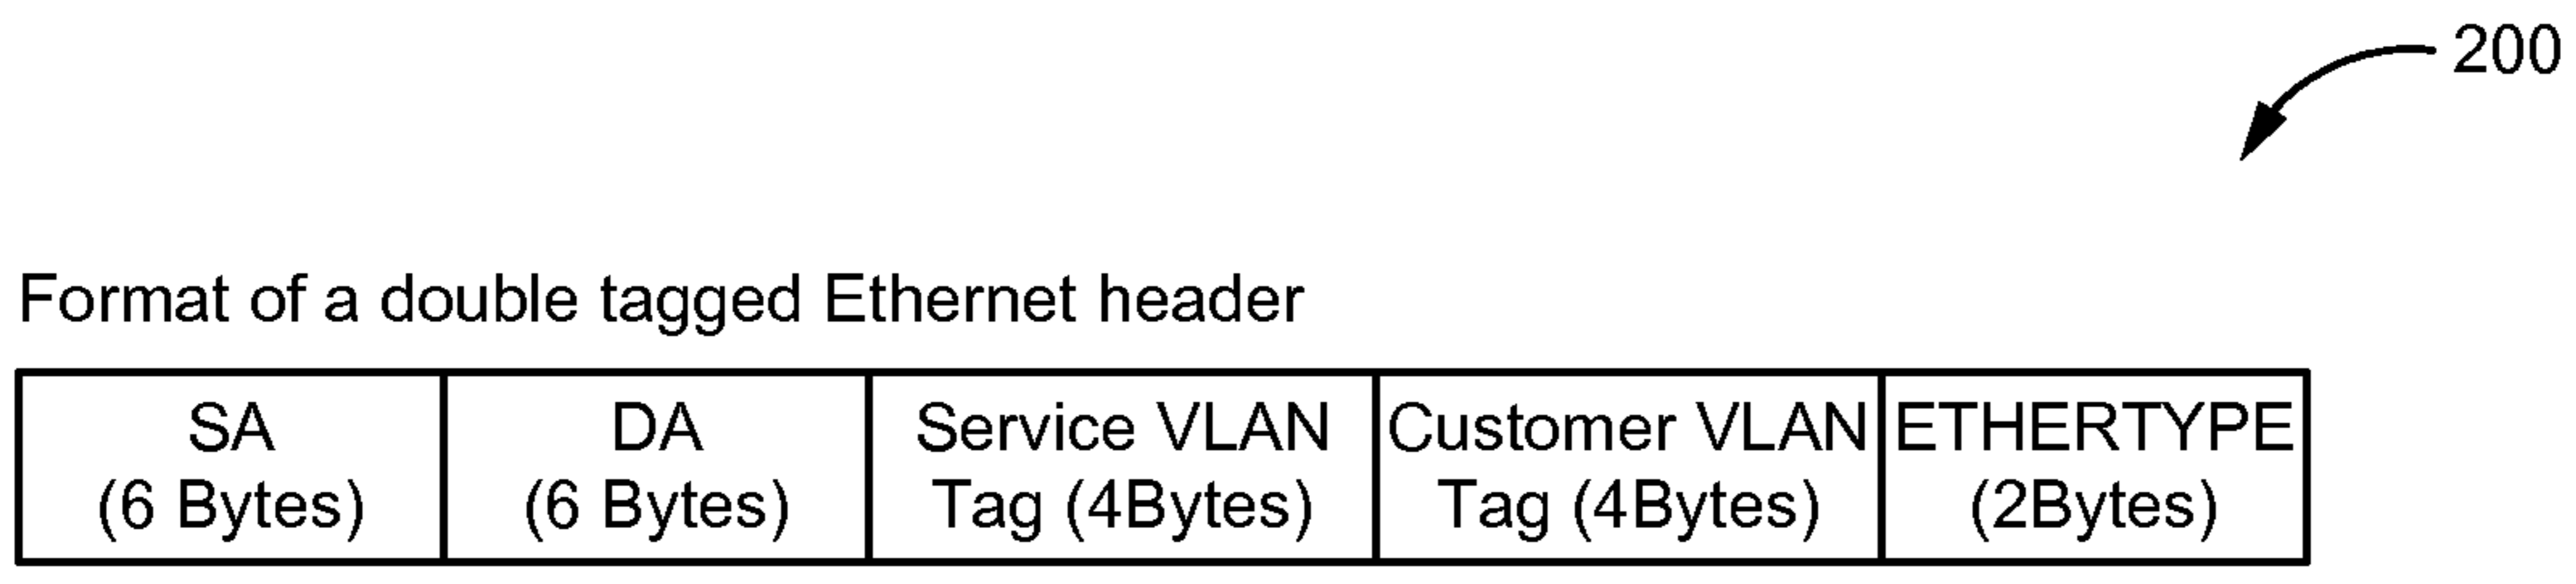 200
Format of a double tagged Ethernet header
SA
(6 Bytes)
DA
(6 Bytes)
Service VLAN
Tag (4Bytes)
Customer VLAN
Tag (4Bytes)
ETHERTYPE
(2Bytes)